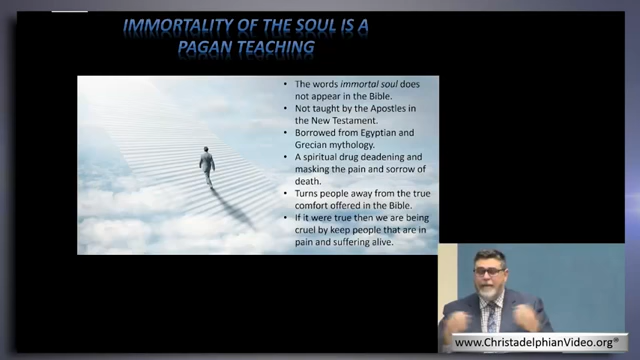 IMMORTALITY OF THE SOUL IS A
PAGAN TEACHING
• The words immortal soul does
not appear in the Bible.
• Not taught by the Apostles in
the New Testament.
• Borrowed from Egyptian and
Grecian mythology.
• A spiritual drug deadening and
masking the pain and sorrow of
death.
• Turns people away from the true
comfort offered in the Bible.
• If it were true then we are being
cruel by keep people that are in
pain and suffering alive.
www.ChristadelphianVideo.org®